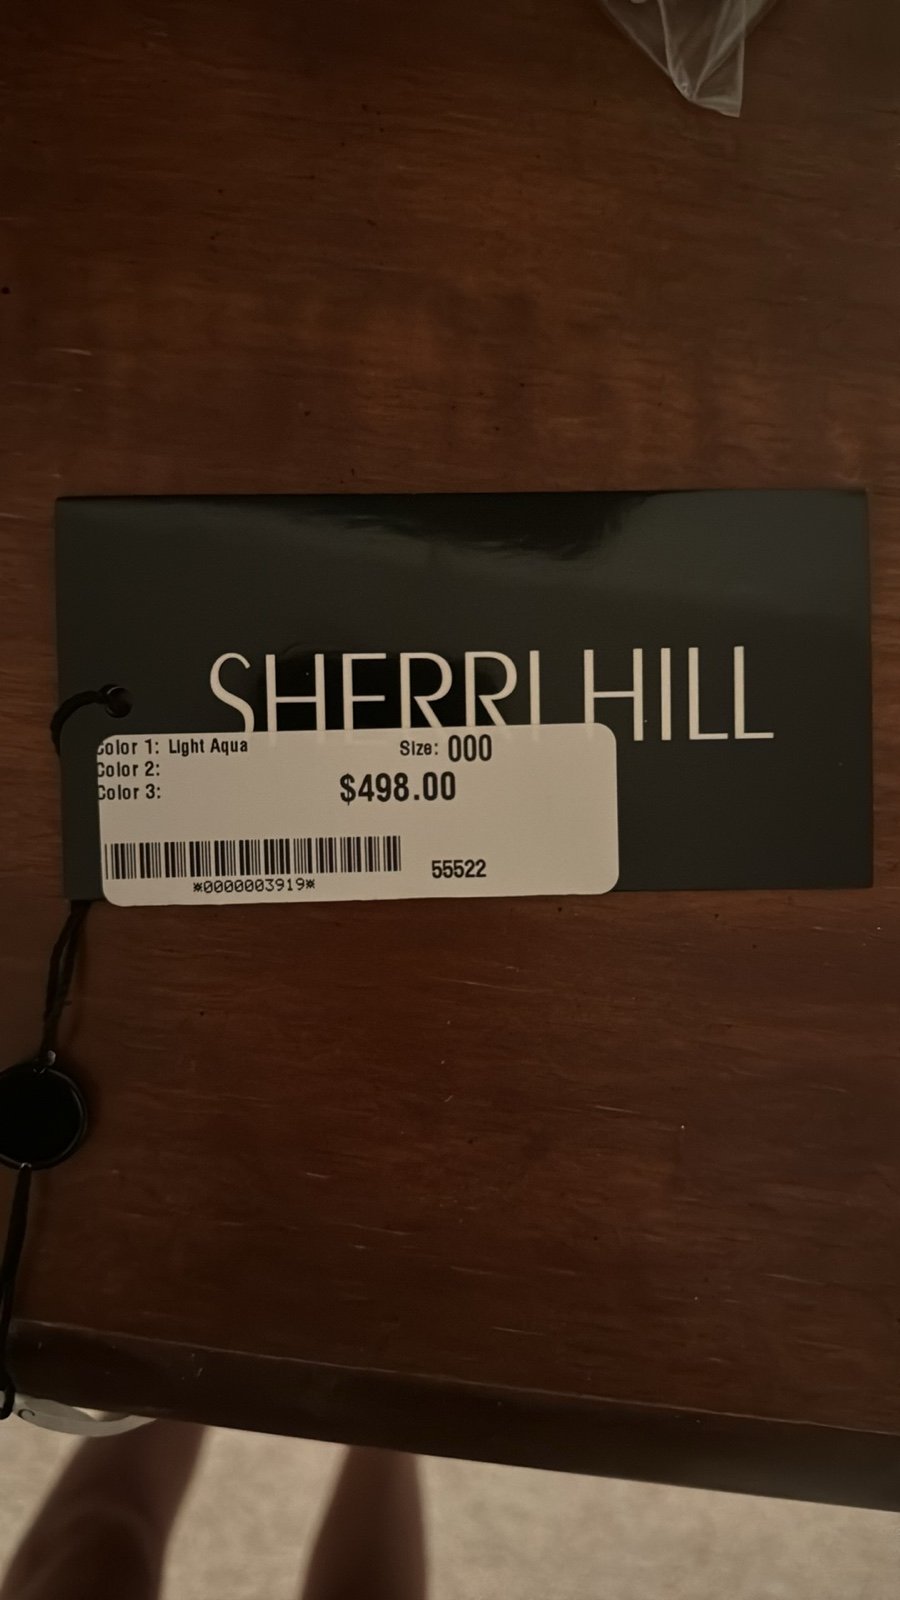 SHERRI HILL
Color 1: Light Aqua Size: 000
Color 2:
Color 3: $498.00
*0000003919* 55522